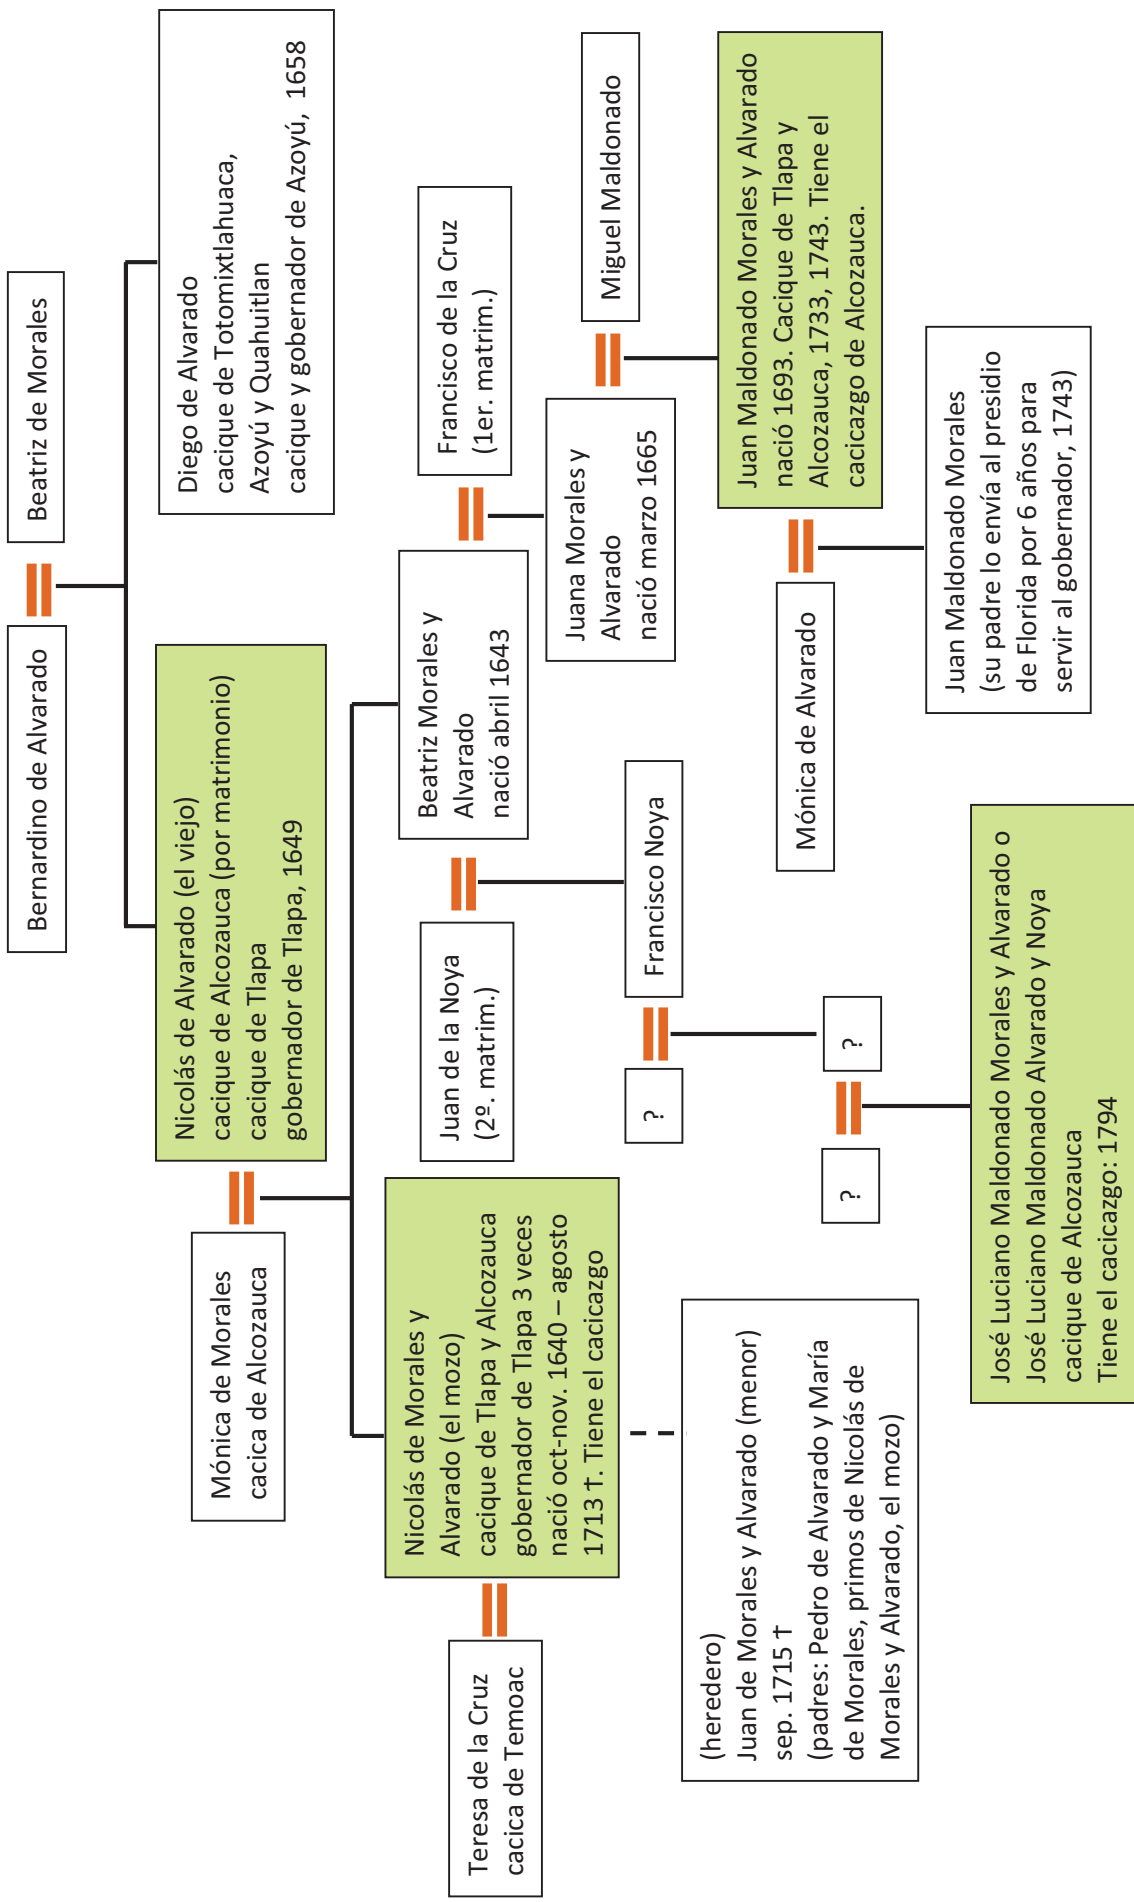 Bernardino de Alvarado
Beatriz de Morales
Mónica de Morales
cacica de Alcozauca
Nicolás de Alvarado (el viejo)
cacique de Alcozauca (por matrimonio)
cacique de Tlapa
gobernador de Tlapa, 1649
Diego de Alvarado
cacique de Totomixtlahuaca,
Azoyú y Quahuitlan
cacique y gobernador de Azoyú, 1658
Teresa de la Cruz
cacica de Temoac
Nicolás de Morales y
Alvarado (el mozo)
cacique de Tlapa y Alcozauca
gobernador de Tlapa 3 veces
nació oct-nov. 1640 – agosto
1713 †. Tiene el cacicazgo
Juan de la Noya
(2º. matrim.)
Beatriz Morales y
Alvarado
nació abril 1643
Francisco de la Cruz
(1er. matrim.)
?
Francisco Noya
Juana Morales y
Alvarado
nació marzo 1665
Miguel Maldonado
(heredero)
Juan de Morales y Alvarado (menor)
sep. 1715 †
(padres: Pedro de Alvarado y María
de Morales, primos de Nicolás de
Morales y Alvarado, el mozo)
?
?
Mónica de Alvarado
Juan Maldonado Morales y Alvarado
nació 1693. Cacique de Tlapa y
Alcozauca, 1733, 1743. Tiene el
cacicazgo de Alcozauca.
José Luciano Maldonado Morales y Alvarado o
José Luciano Maldonado Alvarado y Noya
cacique de Alcozauca
Tiene el cacicazgo: 1794
Juan Maldonado Morales
(su padre lo envía al presidio
de Florida por 6 años para
servir al gobernador, 1743)